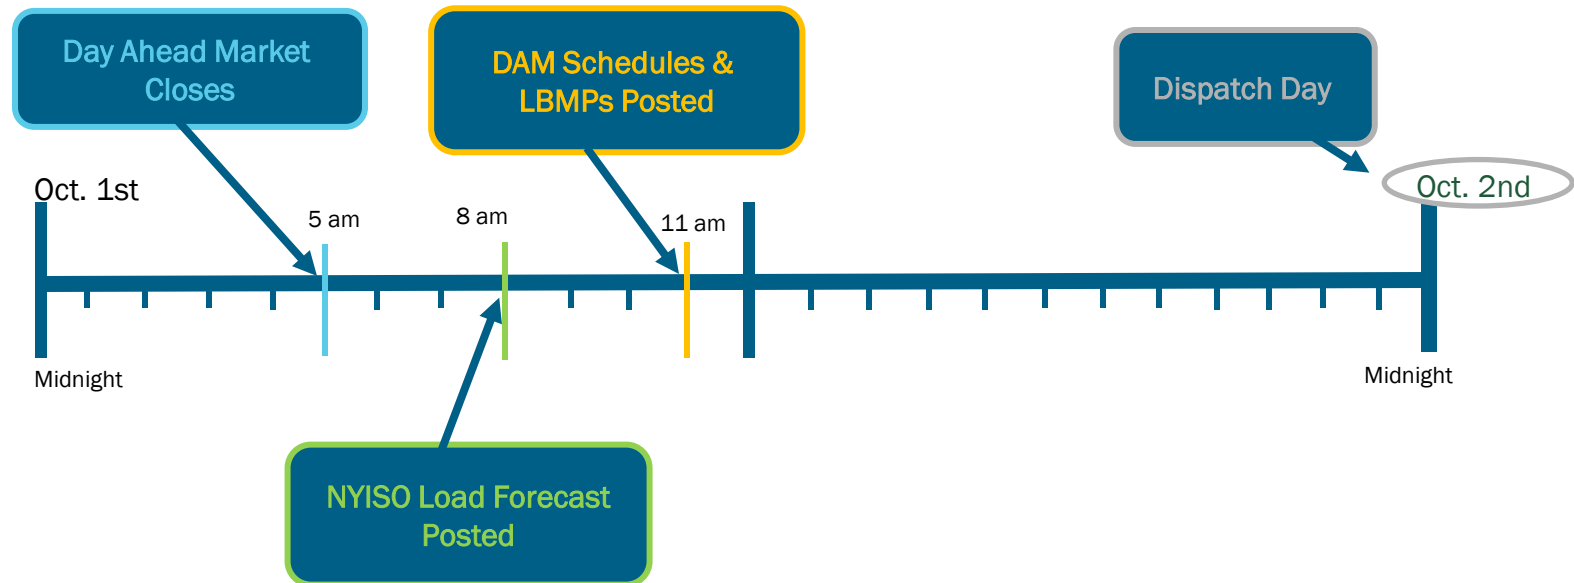 Day Ahead Market
Closes
DAM Schedules &
LBMPs Posted
Dispatch Day
Oct. 1st
Oct. 2nd
5 am
8 am
11 am
Midnight
Midnight
NYISO Load Forecast
Posted